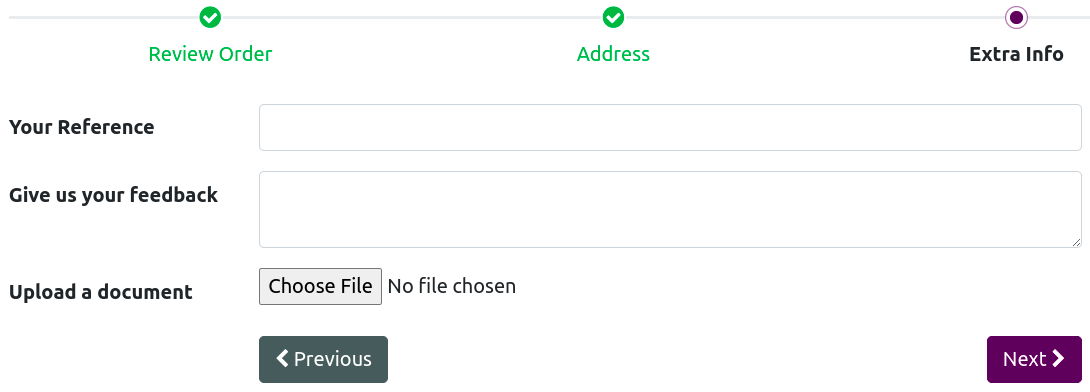 Review Order Address Extra Info
Your Reference
Give us your feedback
Upload a document Choose File No file chosen
Previous Next